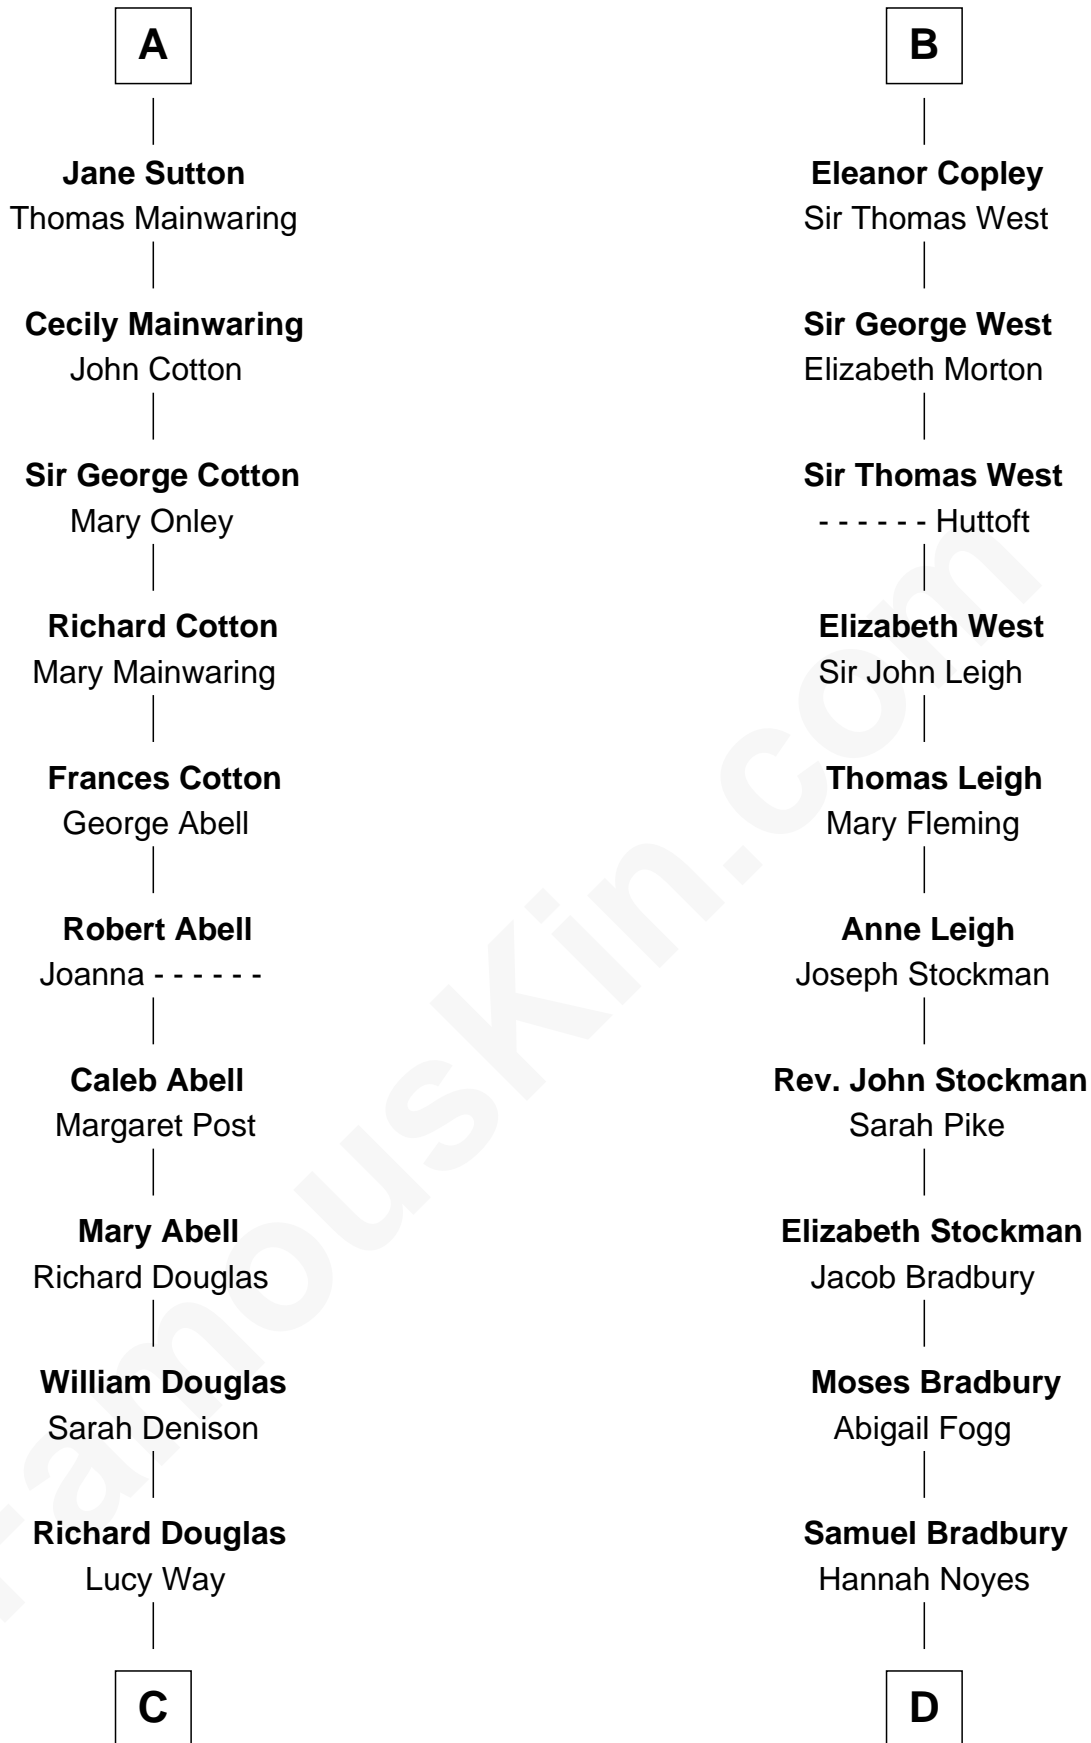 A
Jane Sutton
Thomas Mainwaring
Cecily Mainwaring
John Cotton
Sir George Cotton
Mary Onley
Richard Cotton
Mary Mainwaring
Frances Cotton
George Abell
Robert Abell
Joanna - - - - - -
Caleb Abell
Margaret Post
Mary Abell
Richard Douglas
William Douglas
Sarah Denison
Richard Douglas
Lucy Way
C
B
Eleanor Copley
Sir Thomas West
Sir George West
Elizabeth Morton
Sir Thomas West
- - - - - - Huttoft
Elizabeth West
Sir John Leigh
Thomas Leigh
Mary Fleming
Anne Leigh
Joseph Stockman
Rev. John Stockman
Sarah Pike
Elizabeth Stockman
Jacob Bradbury
Moses Bradbury
Abigail Fogg
Samuel Bradbury
Hannah Noyes
D
FamousKin.com